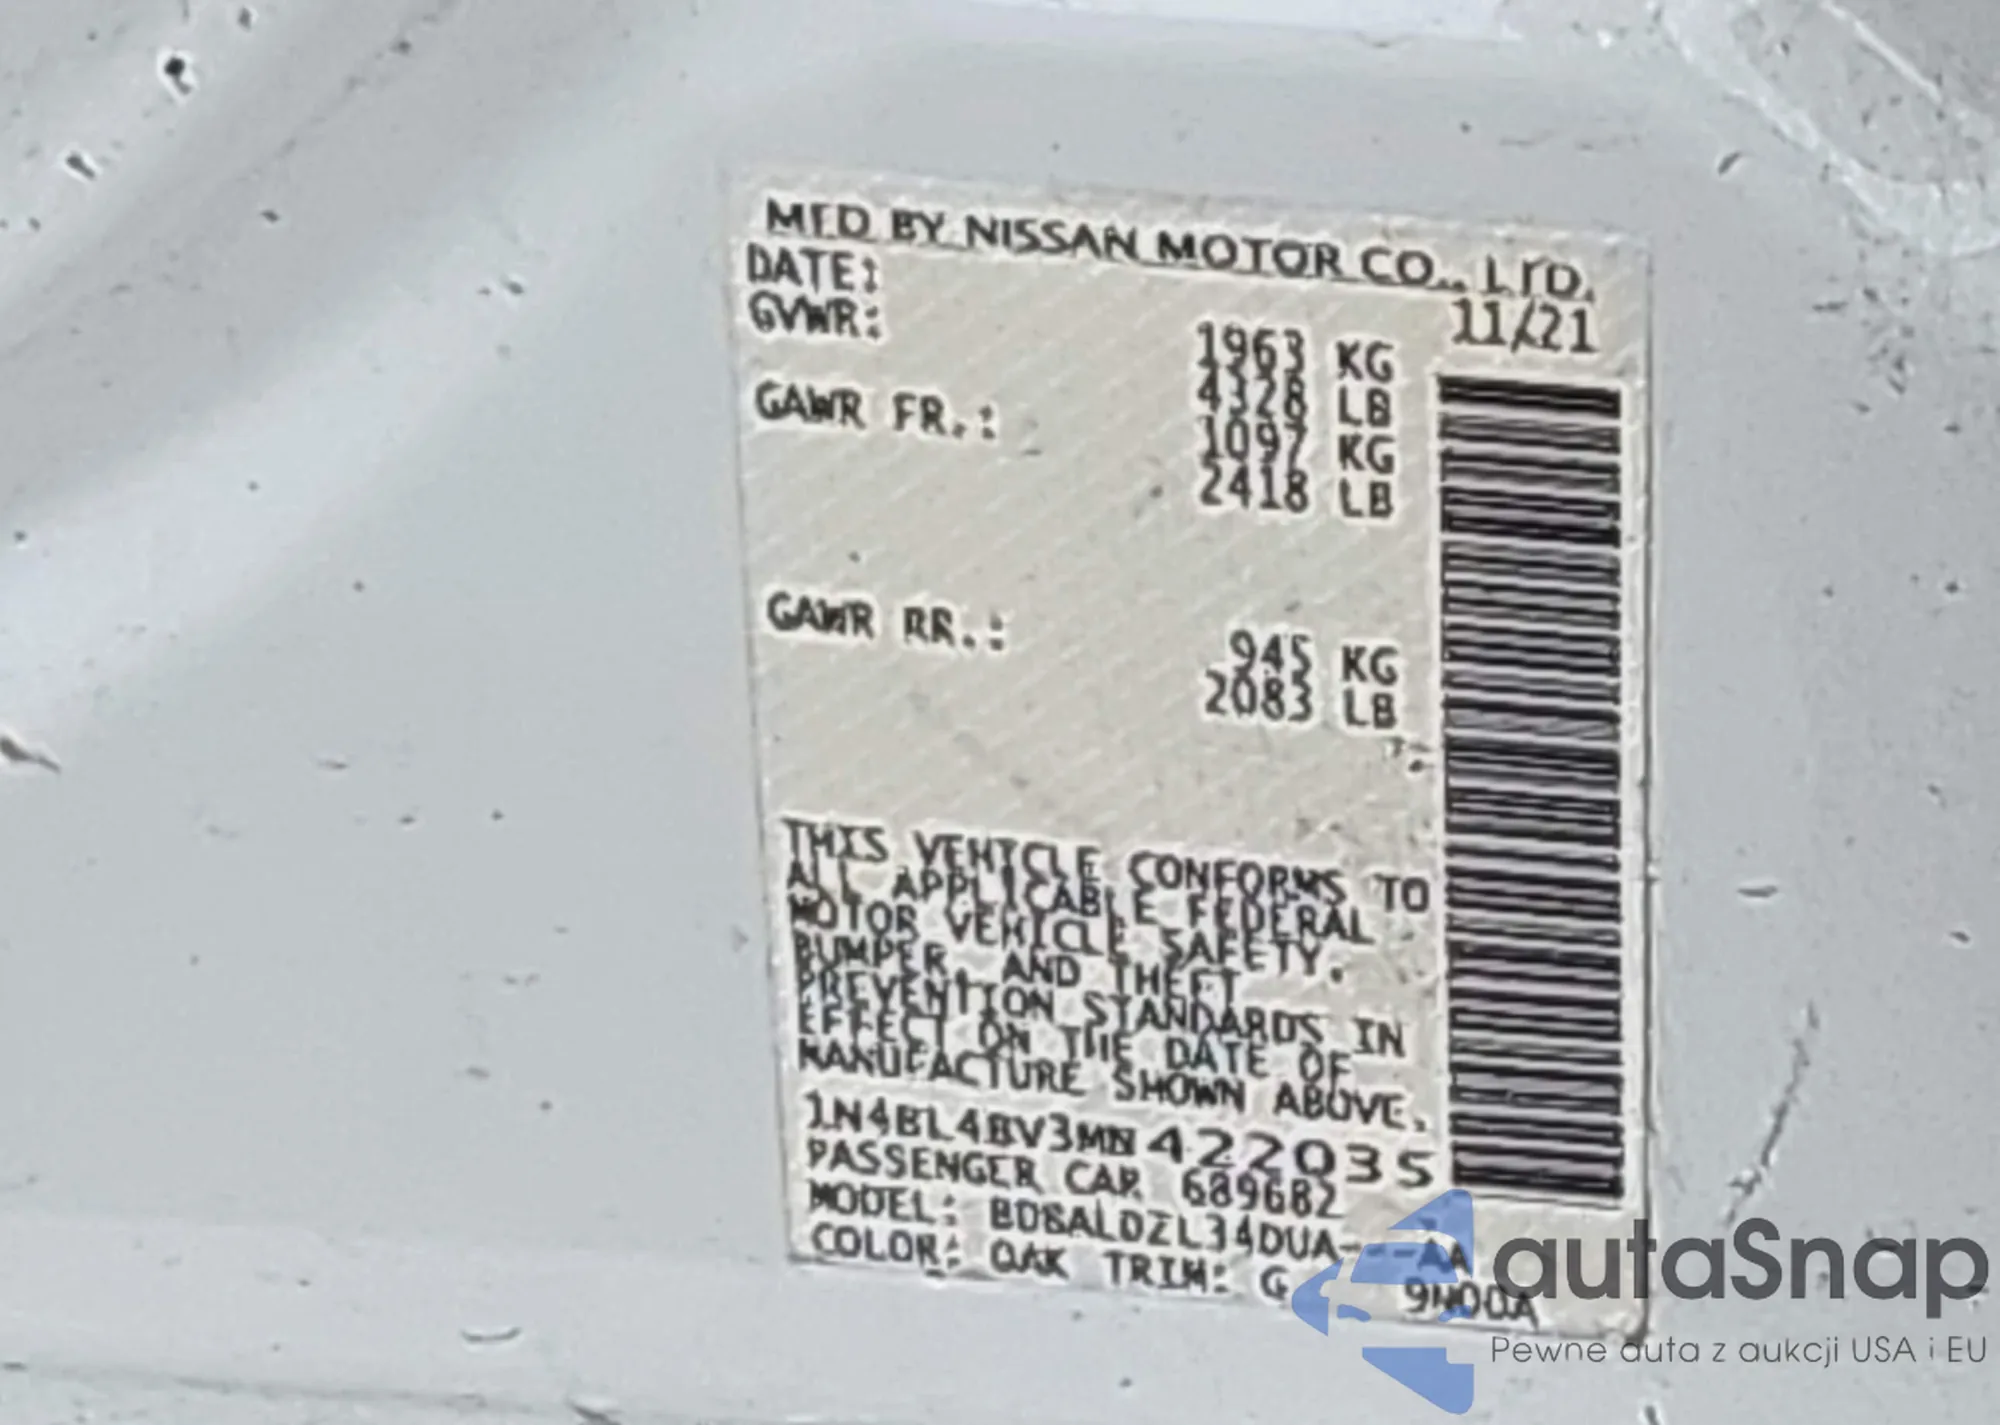 MFD BY NISSAN MOTOR CO., LTD.
DATE: 11/21
GVWR: 1963 KG
4328 LB
GAWR FR.: 1097 KG
2418 LB
GAWR RR.: 945 KG
2083 LB
THIS VEHICLE CONFORMS TO
ALL APPLICABLE FEDERAL
MOTOR VEHICLE SAFETY,
BUMPER, AND THEFT
PREVENTION STANDARDS IN
EFFECT ON THE DATE OF
MANUFACTURE SHOWN ABOVE.
1N4BL4BV3MN422035
PASSENGER CAR 689682
MODEL: BDSALDZL34DUA---AA
COLOR: QAK TRIM: G
autaSnap
Pewne auta z aukcji USA i EU